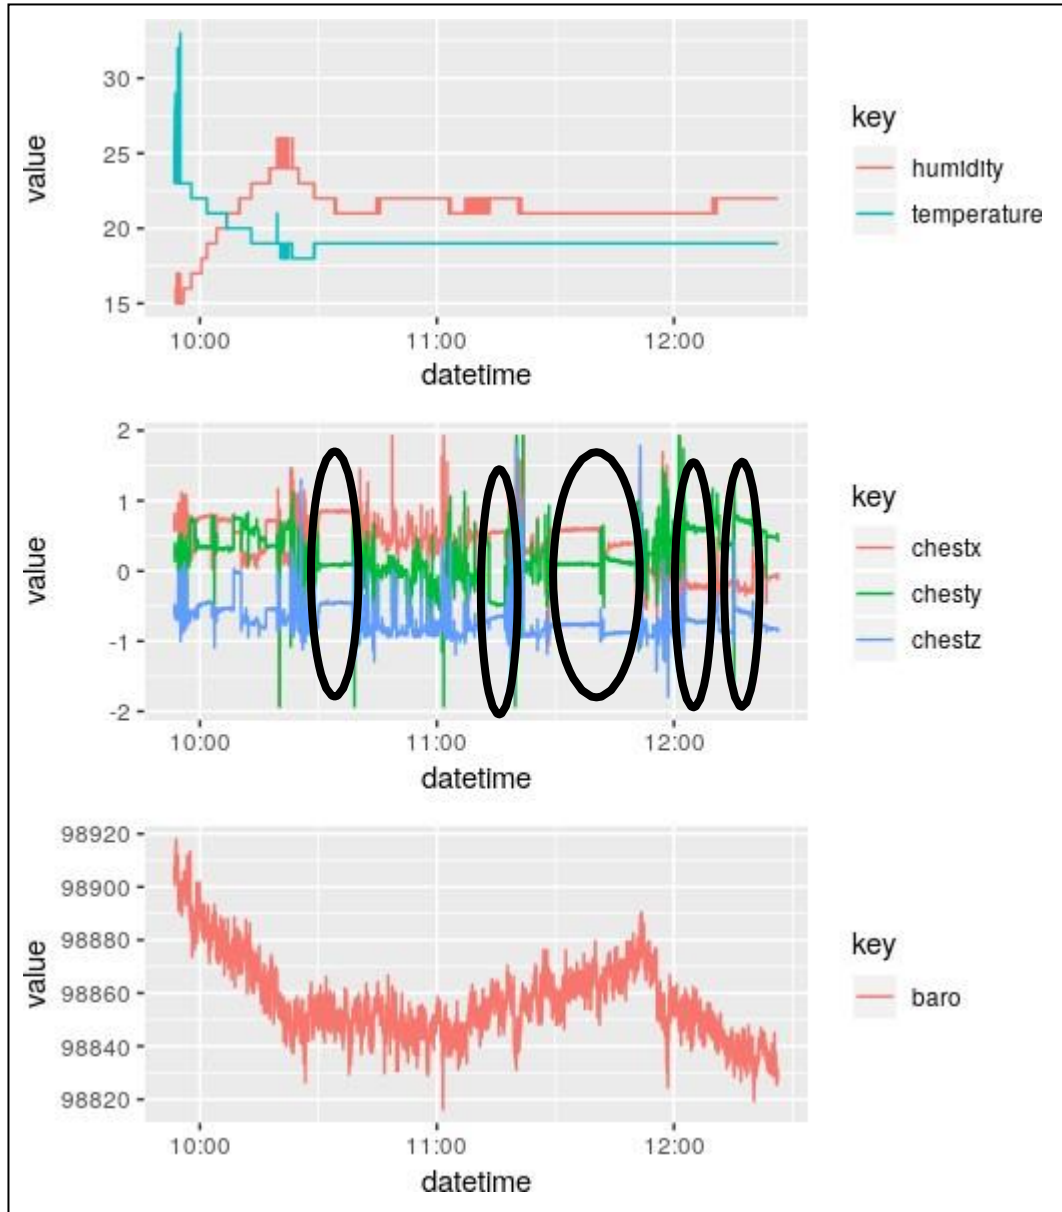 30
25
20
15
value
10:00 11:00 12:00
datetime
key
humidity
temperature
2
1
0
-1
-2
value
10:00 11:00 12:00
datetime
key
chestx
chesty
chestz
98920
98900
98880
98860
98840
98820
value
10:00 11:00 12:00
datetime
key
baro